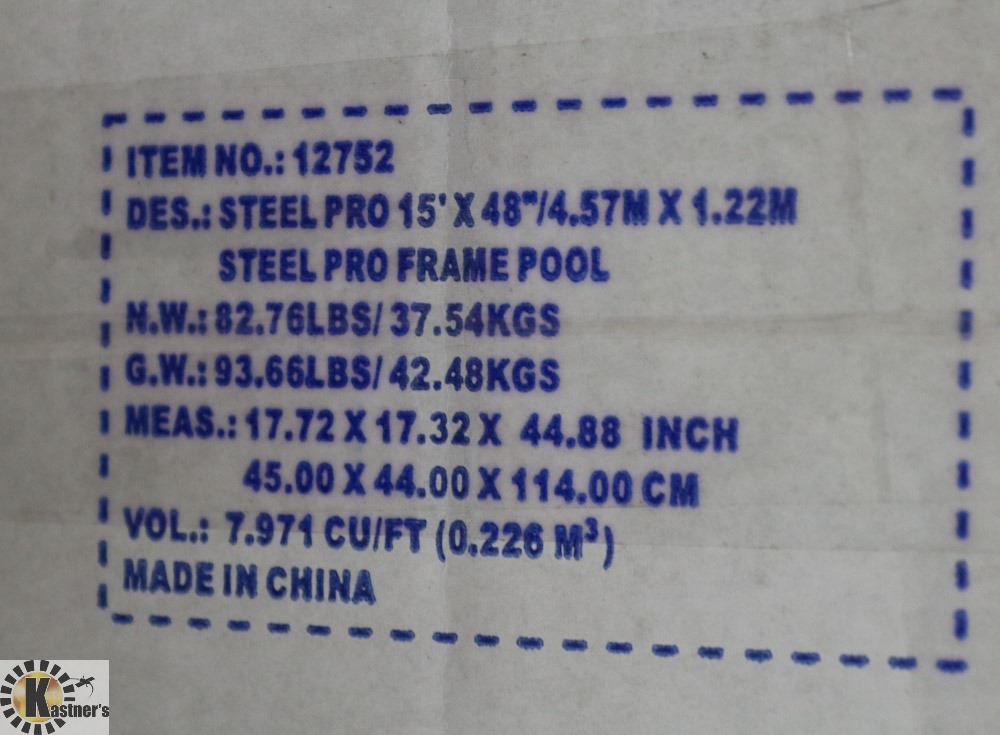 ITEM NO.: 12752
DES.: STEEL PRO 15' X 48"/4.57M X 1.22M
STEEL PRO FRAME POOL
N.W.: 82.76LBS/ 37.54KGS
G.W.: 93.66LBS/ 42.48KGS
MEAS.: 17.72 X 17.32 X 44.88 INCH
45.00 X 44.00 X 114.00 CM
VOL.: 7.971 CU/FT (0.226 M³)
MADE IN CHINA
Kastner's